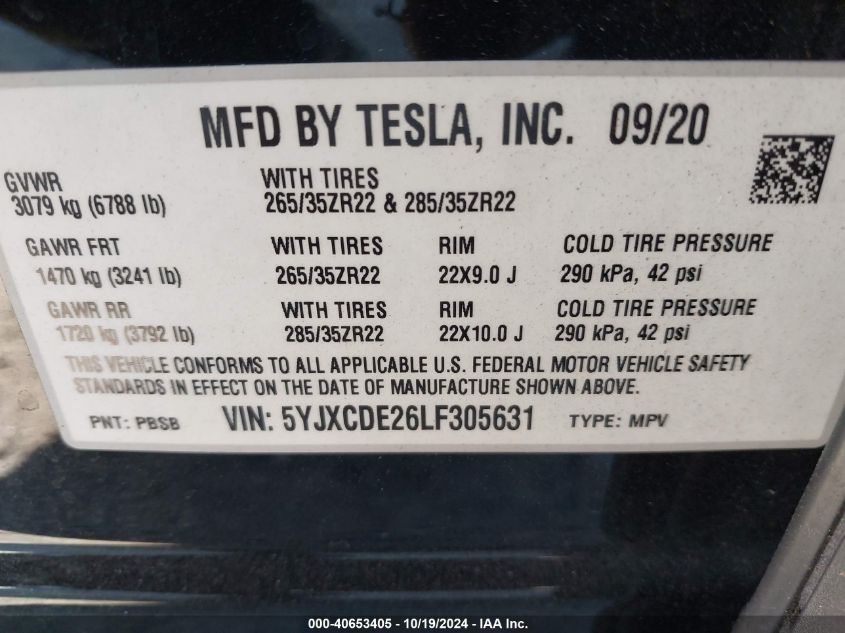 MFD BY TESLA, INC. 09/20
GVWR WITH TIRES
3079 kg (6788 lb) 265/35ZR22 & 285/35ZR22
GAWR FRT WITH TIRES RIM COLD TIRE PRESSURE
1470 kg (3241 lb) 265/35ZR22 22X9.0 J 290 kPa, 42 psi
GAWR RR WITH TIRES RIM COLD TIRE PRESSURE
1720 kg (3792 lb) 285/35ZR22 22X10.0 J 290 kPa, 42 psi
THIS VEHICLE CONFORMS TO ALL APPLICABLE U.S. FEDERAL MOTOR VEHICLE SAFETY
STANDARDS IN EFFECT ON THE DATE OF MANUFACTURE SHOWN ABOVE.
PNT: PBSB VIN: 5YJXCDE26LF305631 TYPE: MPV
000-40653405 - 10/19/2024 - IAA Holdings, LLC.